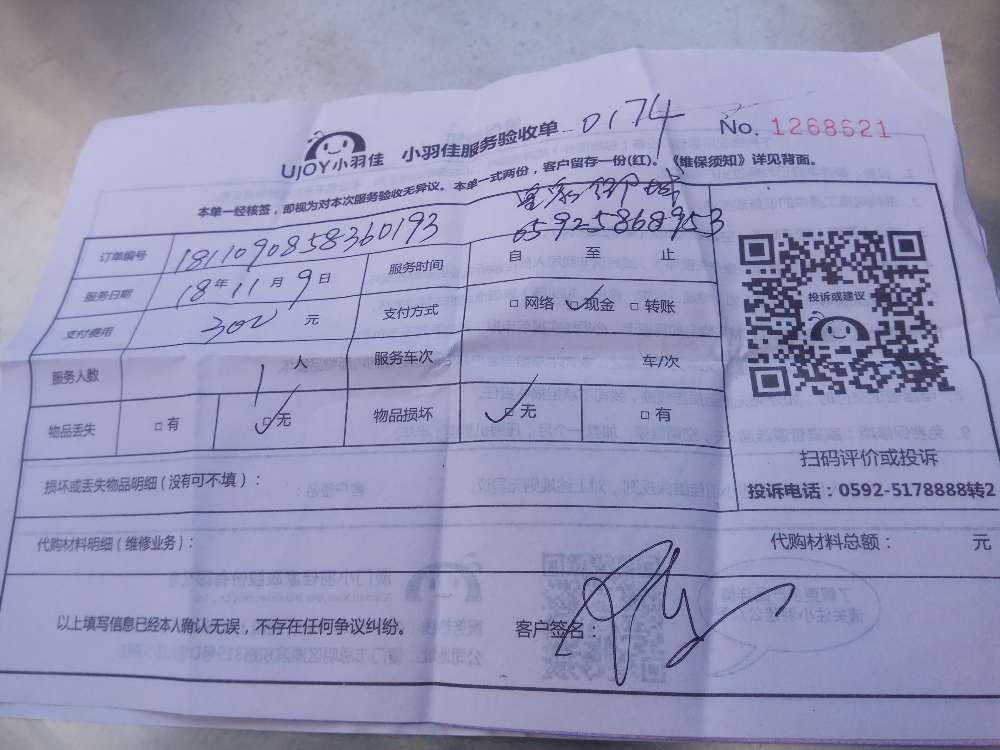 UJOY小羽佳 小羽佳服务验收单 0174 No. 1268621
本单一经核签，即视为对本次服务验收无异议。本单一式两份，客户留存一份(红)。《维保须知》详见背面。
05925868953
订单编号 1811090858360193
服务日期 18年11月9日 服务时间 自 至 止
支付费用 300 元 支付方式 □网络 □现金 □转账
投诉或建议
服务人数 1人 服务车次 车/次
物品丢失 □有 □无 物品损坏 □无 □有
扫码评价或投诉
损坏或丢失物品明细（没有可不填）：
投诉电话：0592-5178888转2
代购材料明细（维修业务）： 代购材料总额： 元
以上填写信息已经本人确认无误，不存在任何争议纠纷。 客户签名：